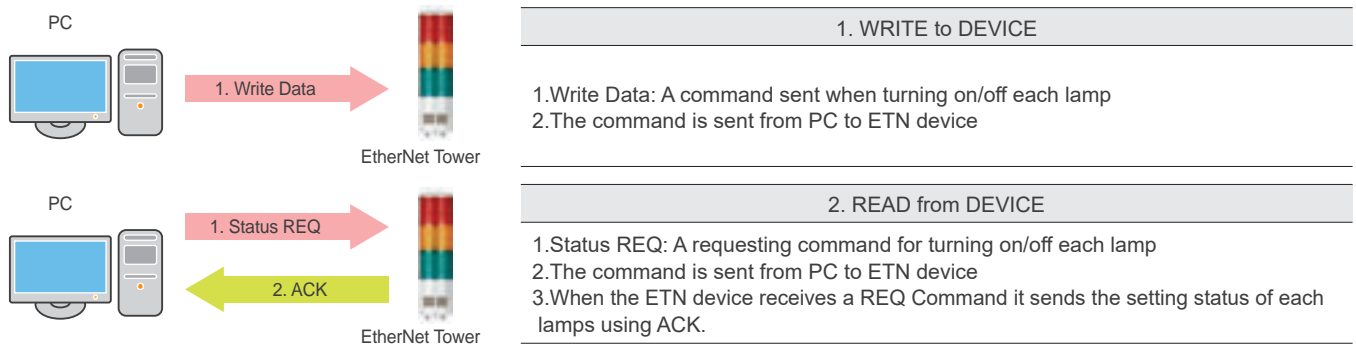 PC
1. Write Data
EtherNet Tower
1. WRITE to DEVICE
1.Write Data: A command sent when turning on/off each lamp
2.The command is sent from PC to ETN device
PC
1. Status REQ
2. ACK
EtherNet Tower
2. READ from DEVICE
1.Status REQ: A requesting command for turning on/off each lamp
2.The command is sent from PC to ETN device
3.When the ETN device receives a REQ Command it sends the setting status of each
lamps using ACK.